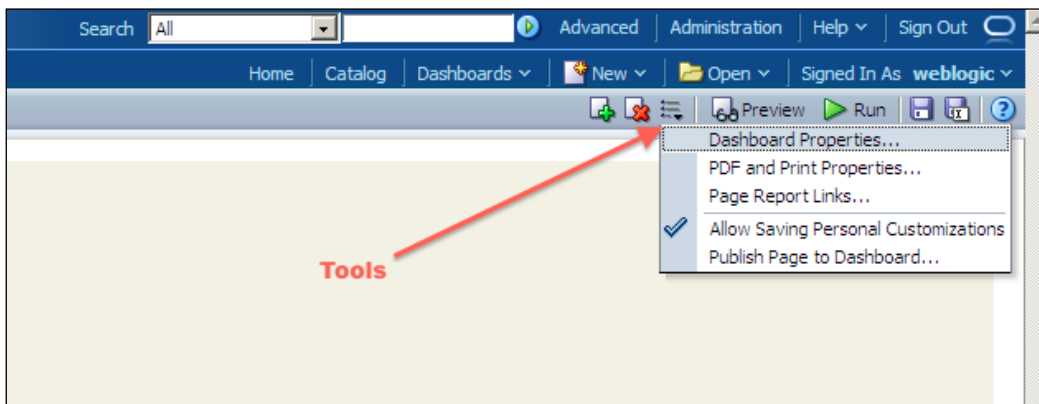 Search All Advanced Administration Help Sign Out
Home Catalog Dashboards New Open Signed In As weblogic
Preview Run
Dashboard Properties...
PDF and Print Properties...
Page Report Links...
Allow Saving Personal Customizations
Publish Page to Dashboard...
Tools